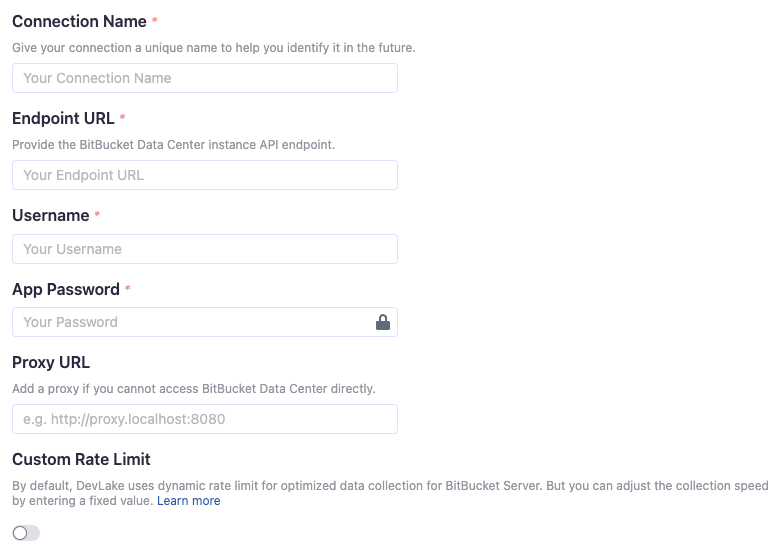 Connection Name *
Give your connection a unique name to help you identify it in the future.
Your Connection Name
Endpoint URL *
Provide the BitBucket Data Center instance API endpoint.
Your Endpoint URL
Username *
Your Username
App Password *
Your Password
Proxy URL
Add a proxy if you cannot access BitBucket Data Center directly.
e.g. http://proxy.localhost:8080
Custom Rate Limit
By default, DevLake uses dynamic rate limit for optimized data collection for BitBucket Server. But you can adjust the collection speed
by entering a fixed value. Learn more